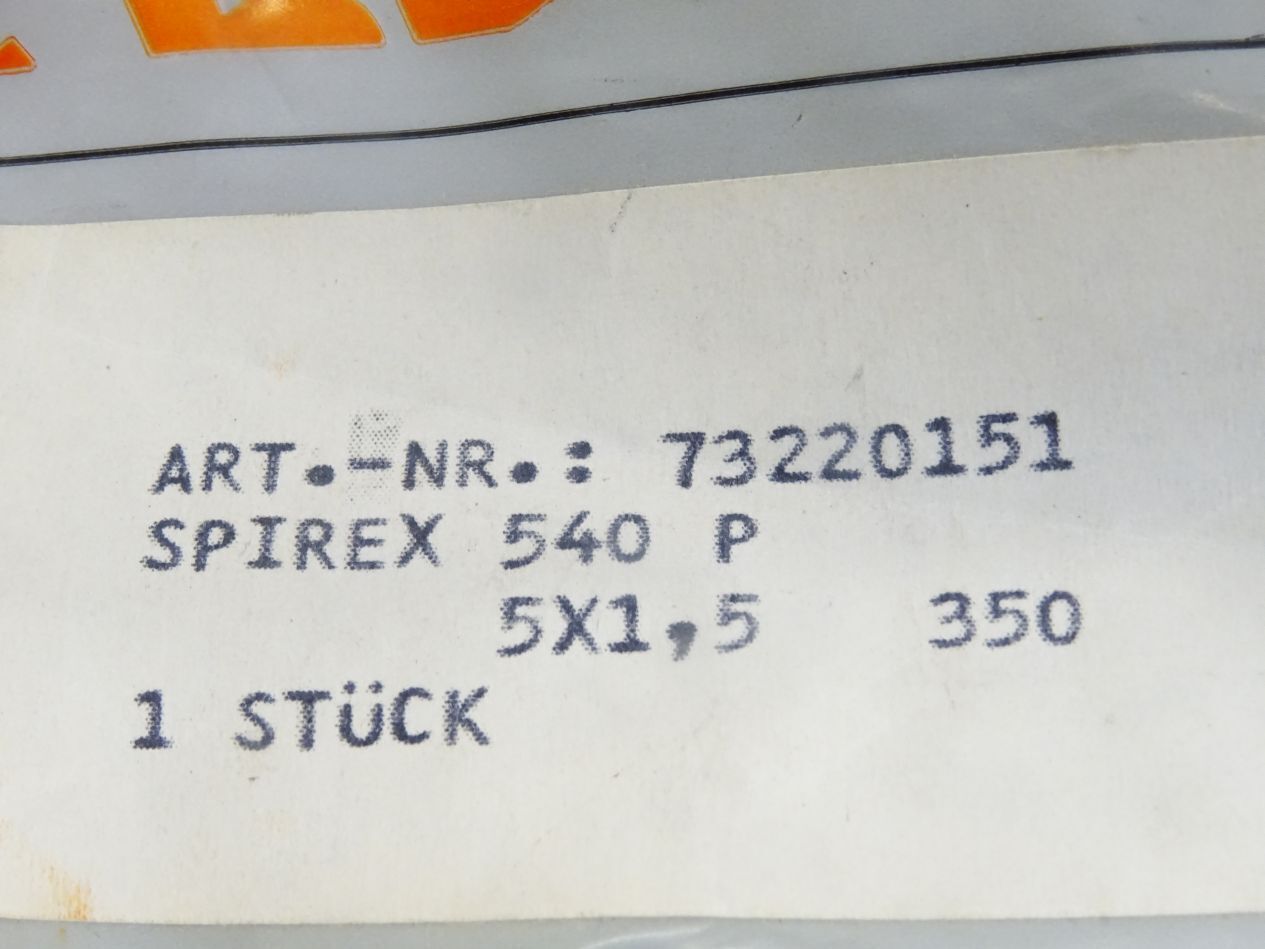 ART.-NR.: 73220151
SPIREX 540 P
5X1,5 350
1 STÜCK